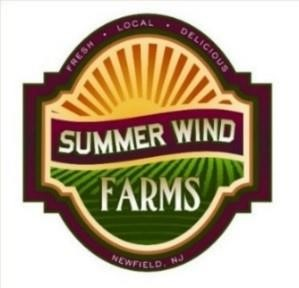 FRESH • LOCAL • DELICIOUS
SUMMER WIND
FARMS
NEWFIELD, NJ